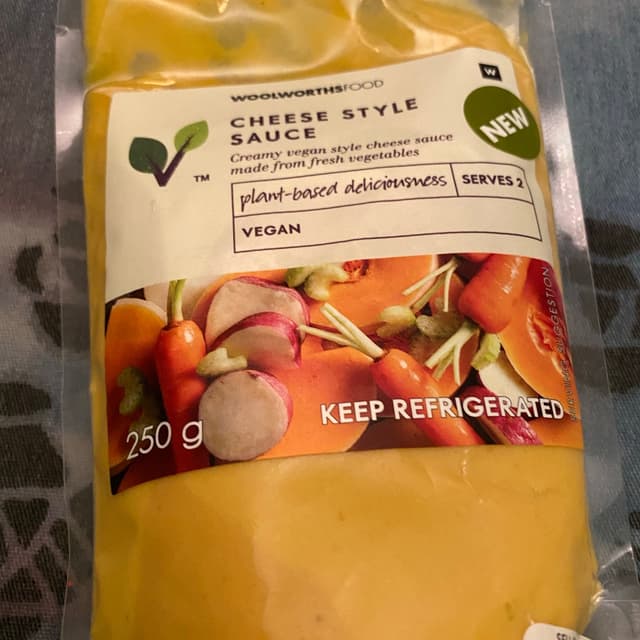 WOOLWORTHSFOOD
W
CHEESE STYLE
SAUCE
NEW
Creamy vegan style cheese sauce
made from fresh vegetables
TM
plant-based deliciousness
SERVES 2
VEGAN
SUGGESTION
KEEP REFRIGERATED
250 g